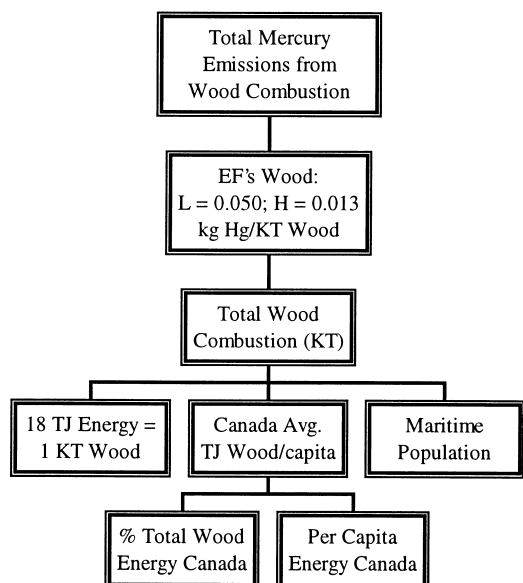 Total Mercury
Emissions from
Wood Combustion
EF's Wood:
L = 0.050; H = 0.013
kg Hg/KT Wood
Total Wood
Combustion (KT)
18 TJ Energy =
1 KT Wood
Canada Avg.
TJ Wood/capita
Maritime
Population
% Total Wood
Energy Canada
Per Capita
Energy Canada